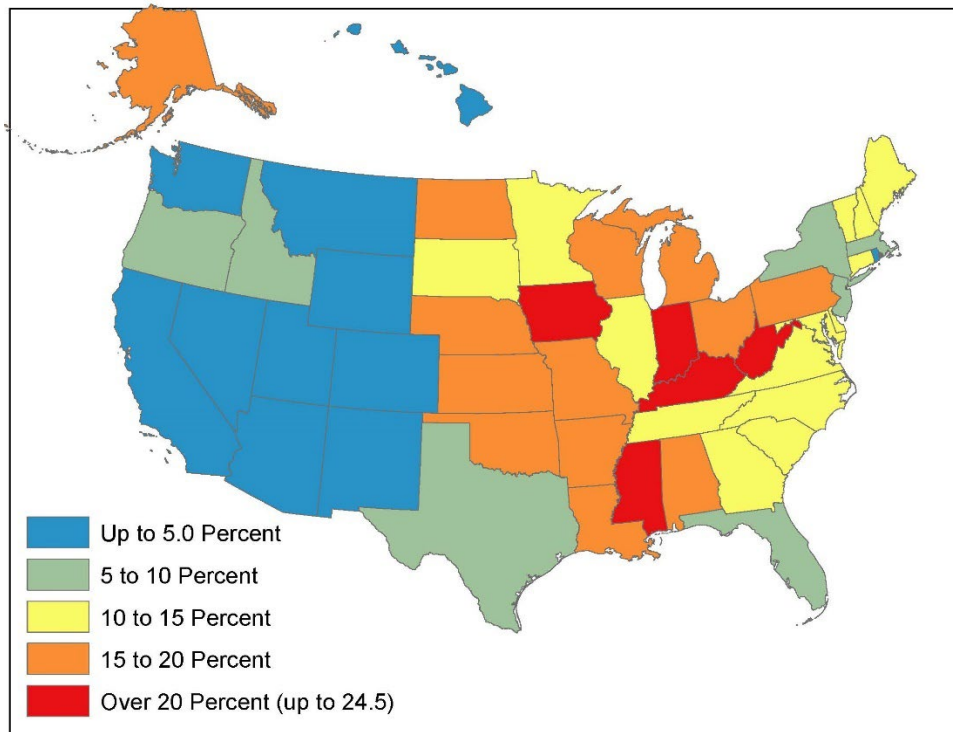 Up to 5.0 Percent
5 to 10 Percent
10 to 15 Percent
15 to 20 Percent
Over 20 Percent (up to 24.5)